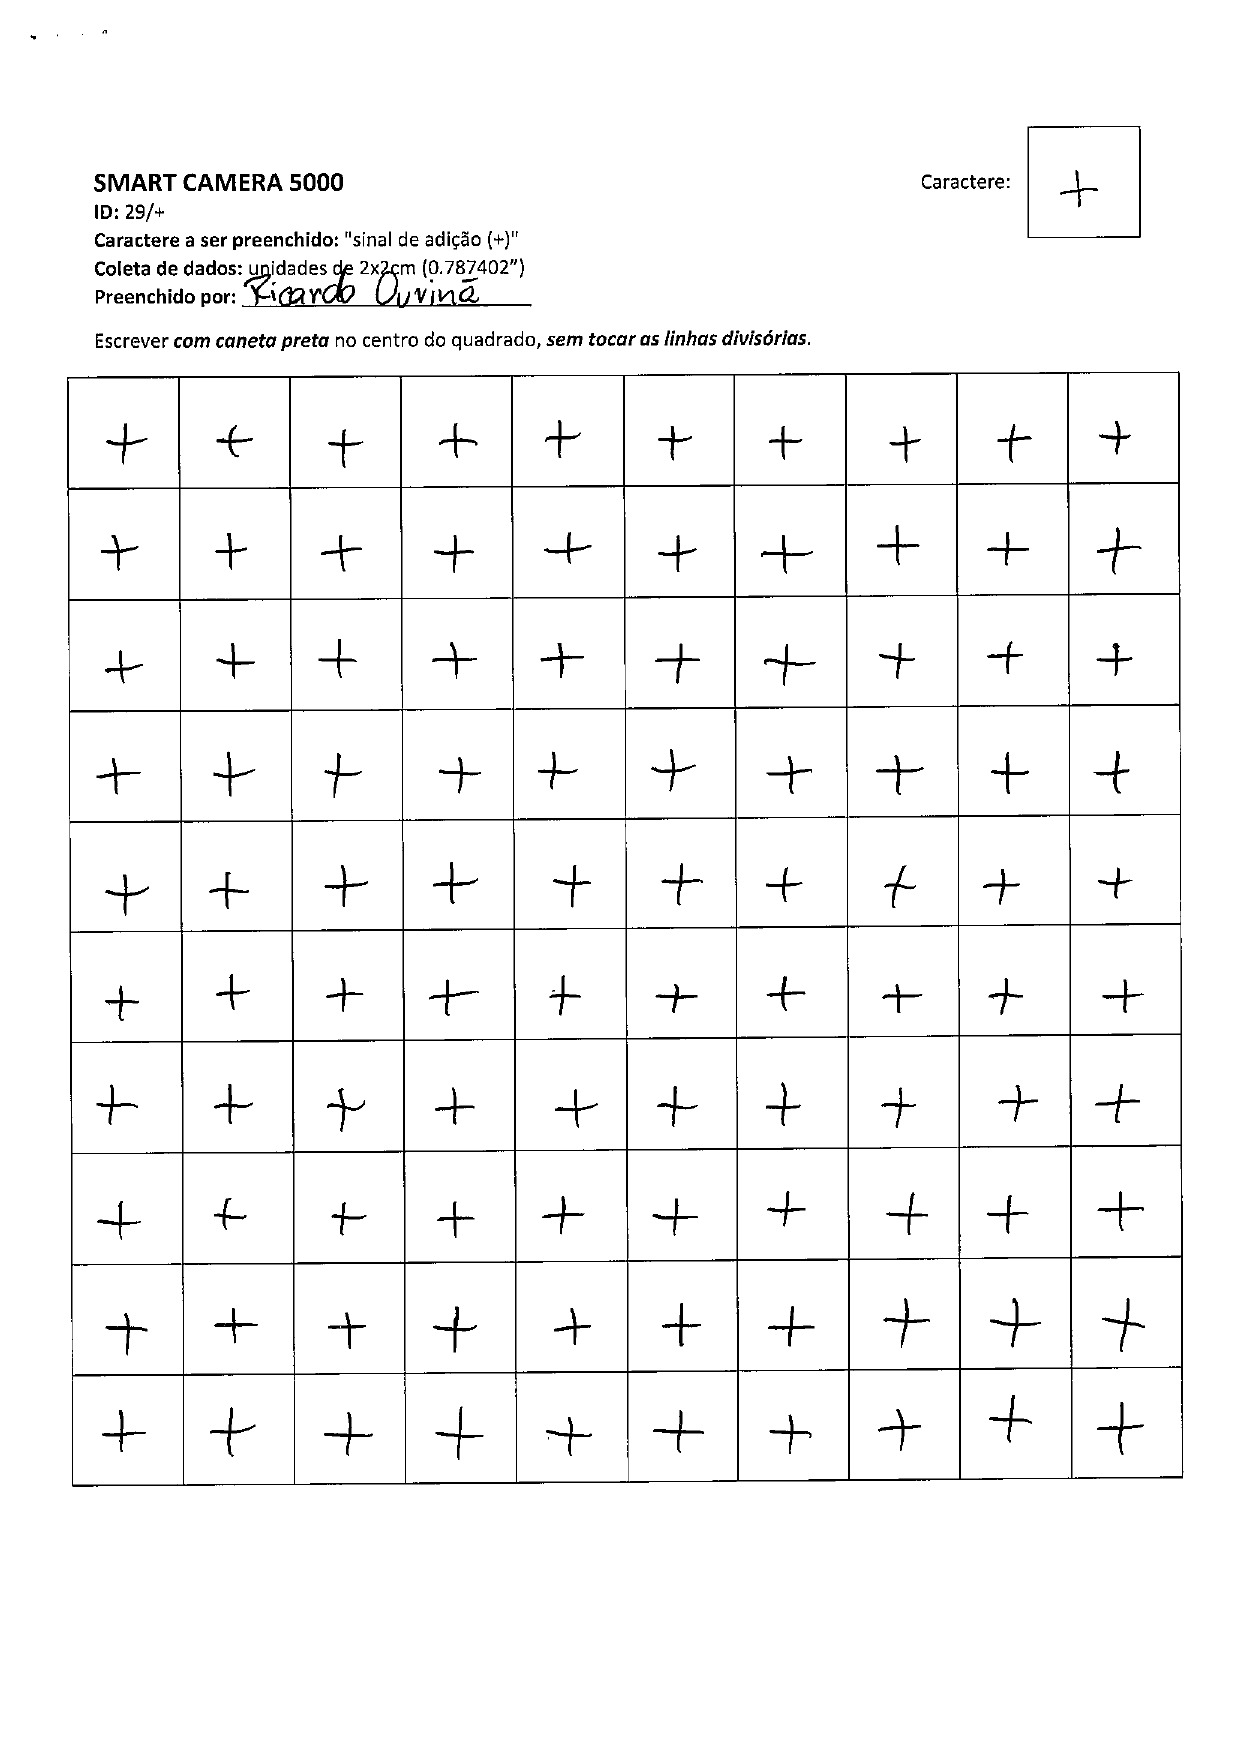 SMART CAMERA 5000
Caractere: +
ID: 29/+
Caractere a ser preenchido: "sinal de adição (+)"
Coleta de dados: unidades de 2x2cm (0.787402")
Preenchido por: Ricardo Ouvinã
Escrever com caneta preta no centro do quadrado, sem tocar as linhas divisórias.
+ + + + + + + + + +
+ + + + + + + + + +
+ + + + + + + + + +
+ + + + + + + + + +
+ + + + + + + + + +
+ + + + + + + + + +
+ + + + + + + + + +
+ + + + + + + + + +
+ + + + + + + + + +
+ + + + + + + + + +